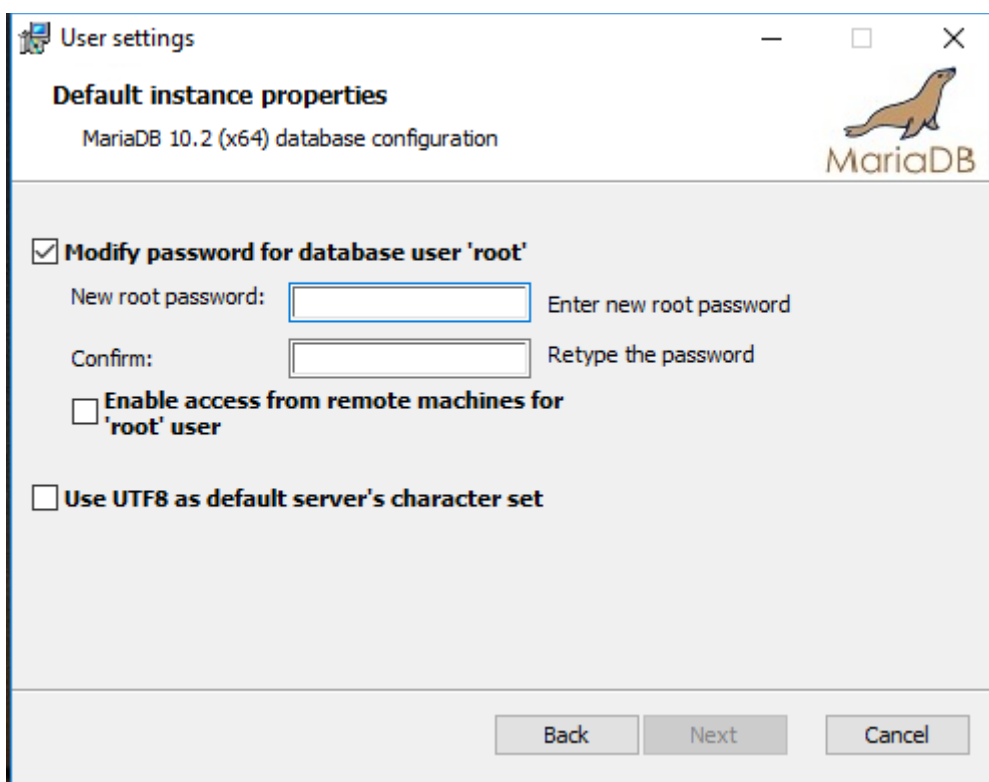 User settings
Default instance properties
MariaDB 10.2 (x64) database configuration
MariaDB
Modify password for database user 'root'
New root password:
Enter new root password
Confirm:
Retype the password
Enable access from remote machines for
'root' user
Use UTF8 as default server's character set
Back
Next
Cancel